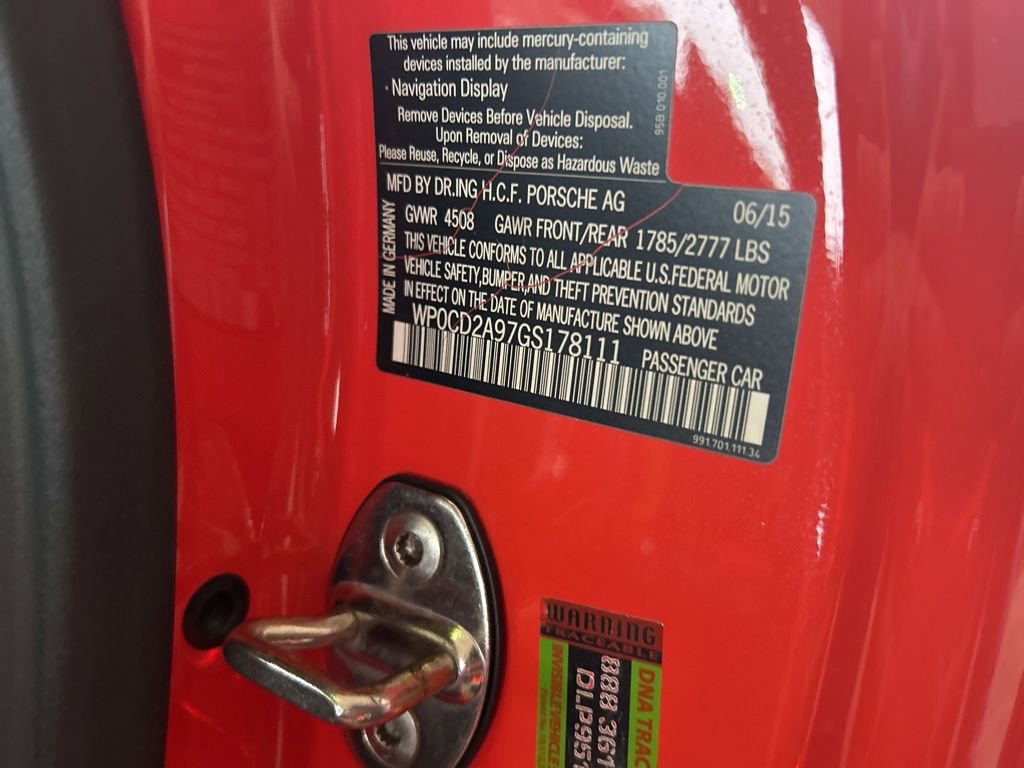 This vehicle may include mercury-containing
devices installed by the manufacturer:
· Navigation Display
Remove Devices Before Vehicle Disposal.
Upon Removal of Devices:
Please Reuse, Recycle, or Dispose as Hazardous Waste
95B.010.001
MFD BY DR.ING H.C.F. PORSCHE AG 06/15
GVWR 4508 GAWR FRONT/REAR 1785/2777 LBS
THIS VEHICLE CONFORMS TO ALL APPLICABLE U.S.FEDERAL MOTOR
VEHICLE SAFETY,BUMPER,AND THEFT PREVENTION STANDARDS
IN EFFECT ON THE DATE OF MANUFACTURE SHOWN ABOVE
WP0CD2A97GS178111 PASSENGER CAR
MADE IN GERMANY
991.701.111.34
WARNING
TRACEABLE
DNA TRAC
000 361
DLP951
INVISIBLEVEHICLE